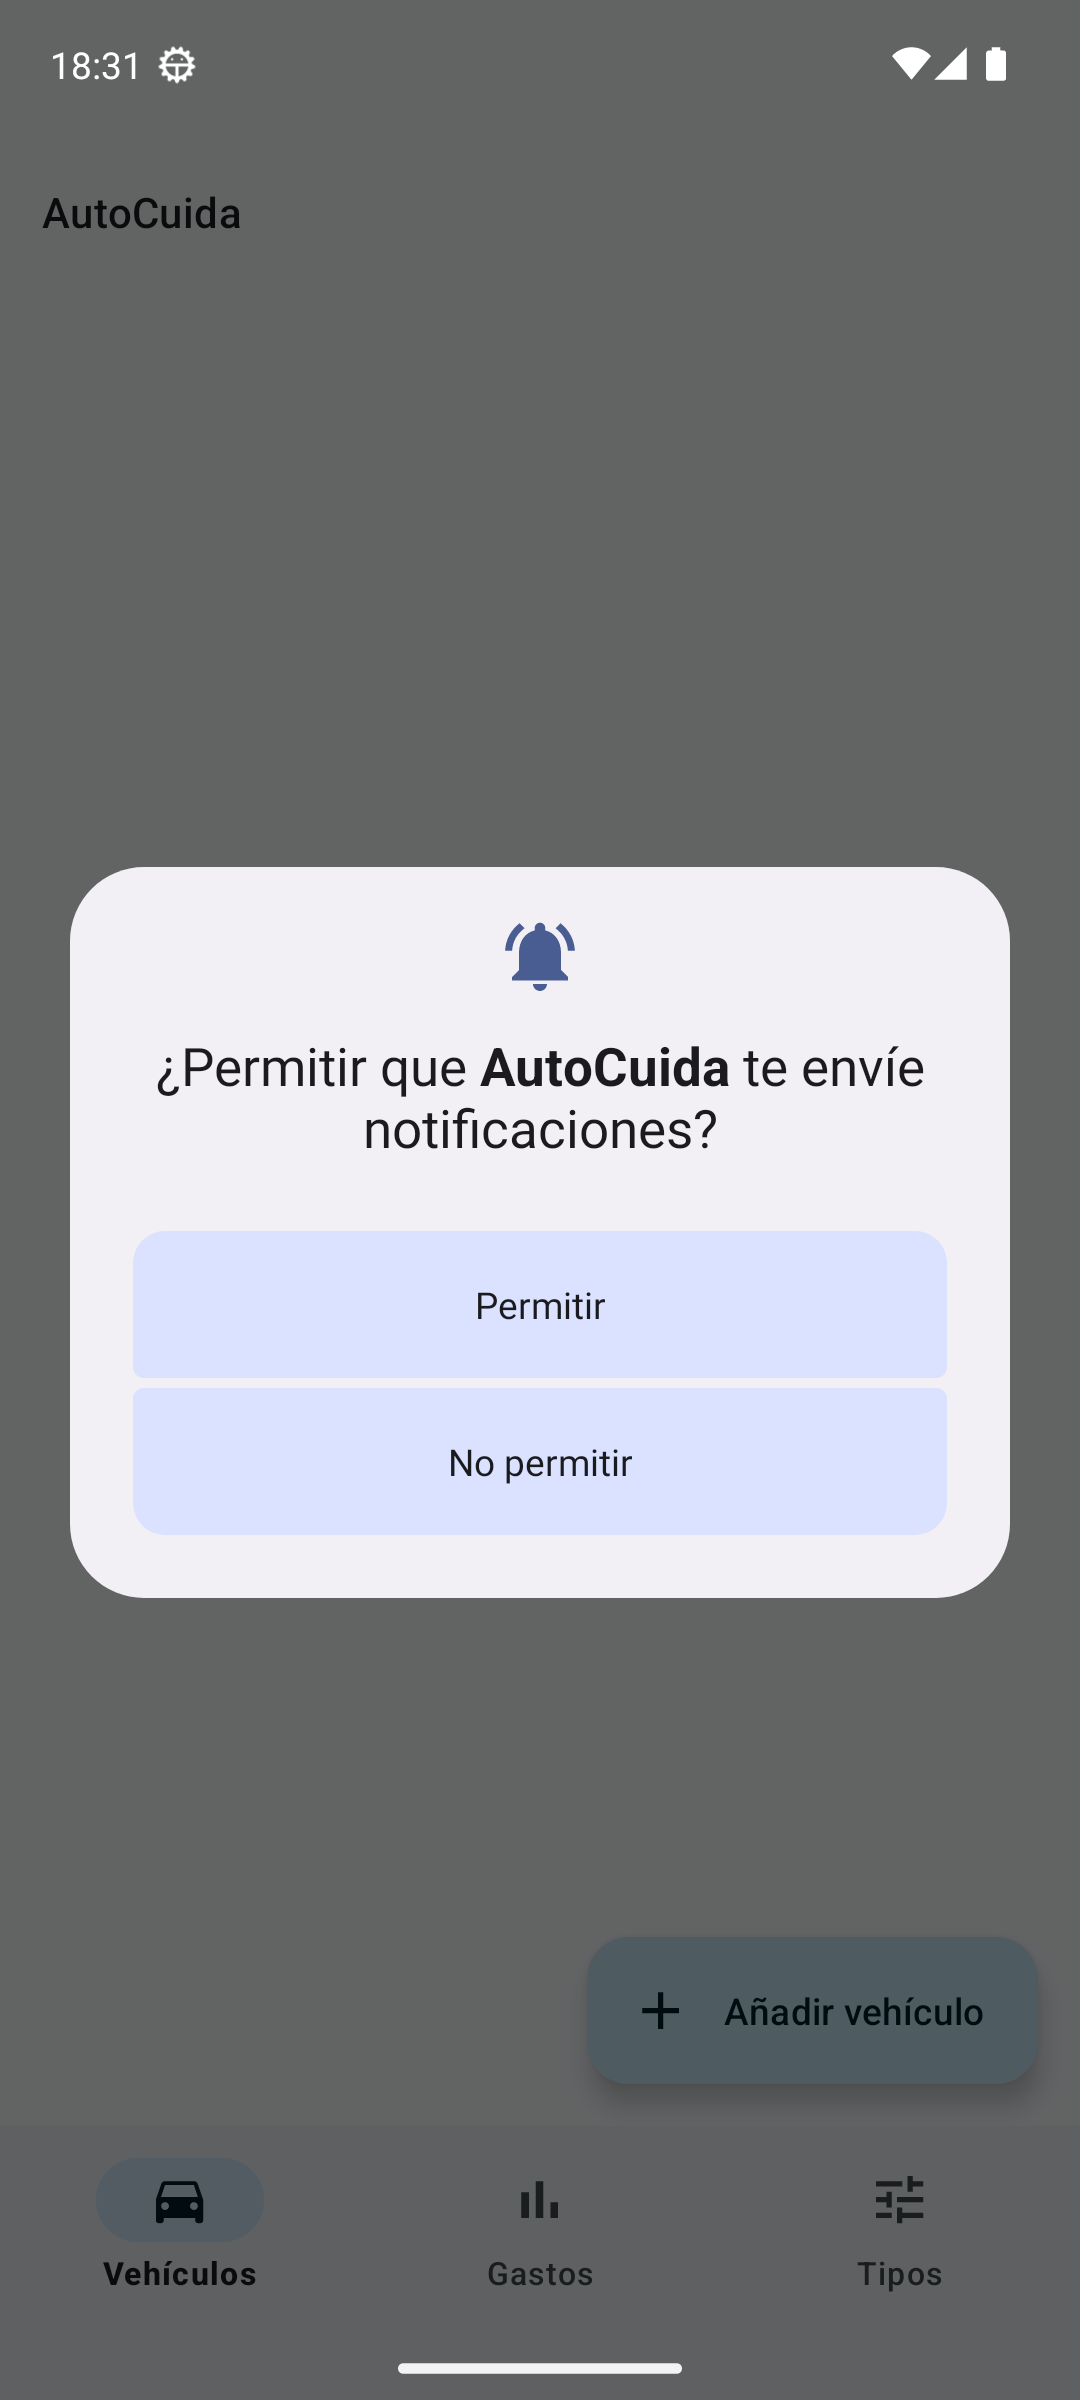 18:31
AutoCuida
¿Permitir que AutoCuida te envíe
notificaciones?
Permitir
No permitir
Añadir vehículo
Vehículos
Gastos
Tipos